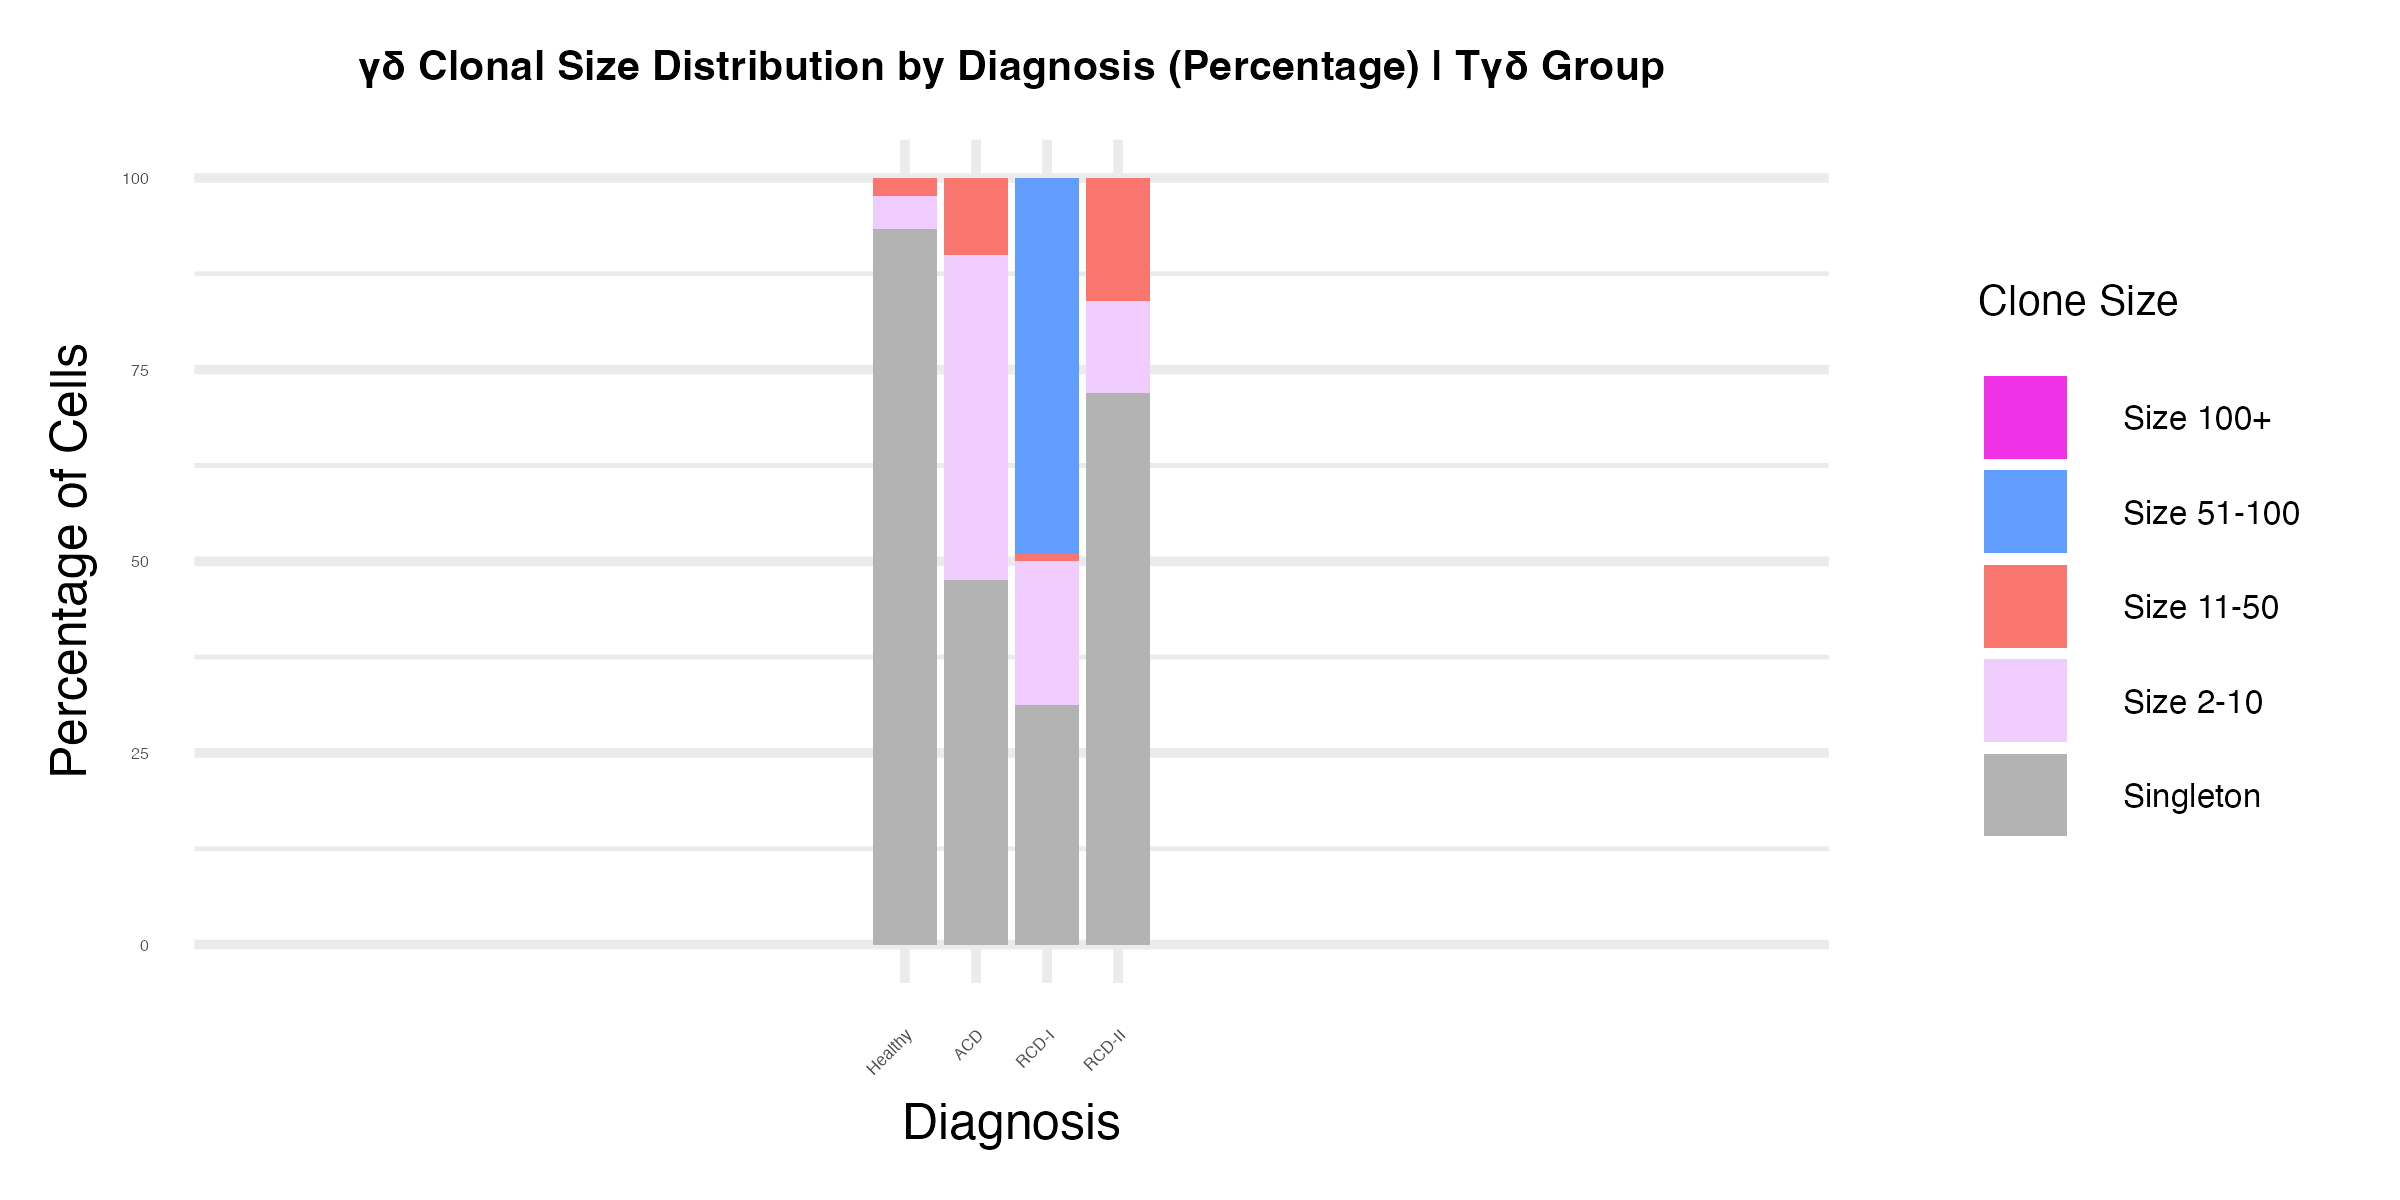 γδ Clonal Size Distribution by Diagnosis (Percentage) | Tγδ Group
Percentage of Cells
100
75
50
25
0
Healthy
ACD
RCD-I
RCD-II
Diagnosis
Clone Size
Size 100+
Size 51-100
Size 11-50
Size 2-10
Singleton